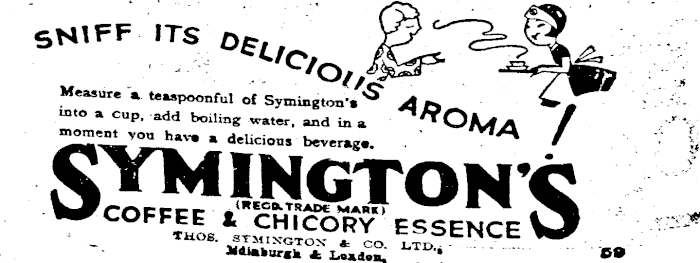 SNIFF ITS DELICIOUS AROMA!
Measure a teaspoonful of Symington's
into a cup, add boiling water, and in a
moment you have a delicious beverage.
SYMINGTON'S
(REGD. TRADE MARK)
COFFEE & CHICORY ESSENCE
THOS. SYMINGTON & CO. LTD.,
Edinburgh & London.
59